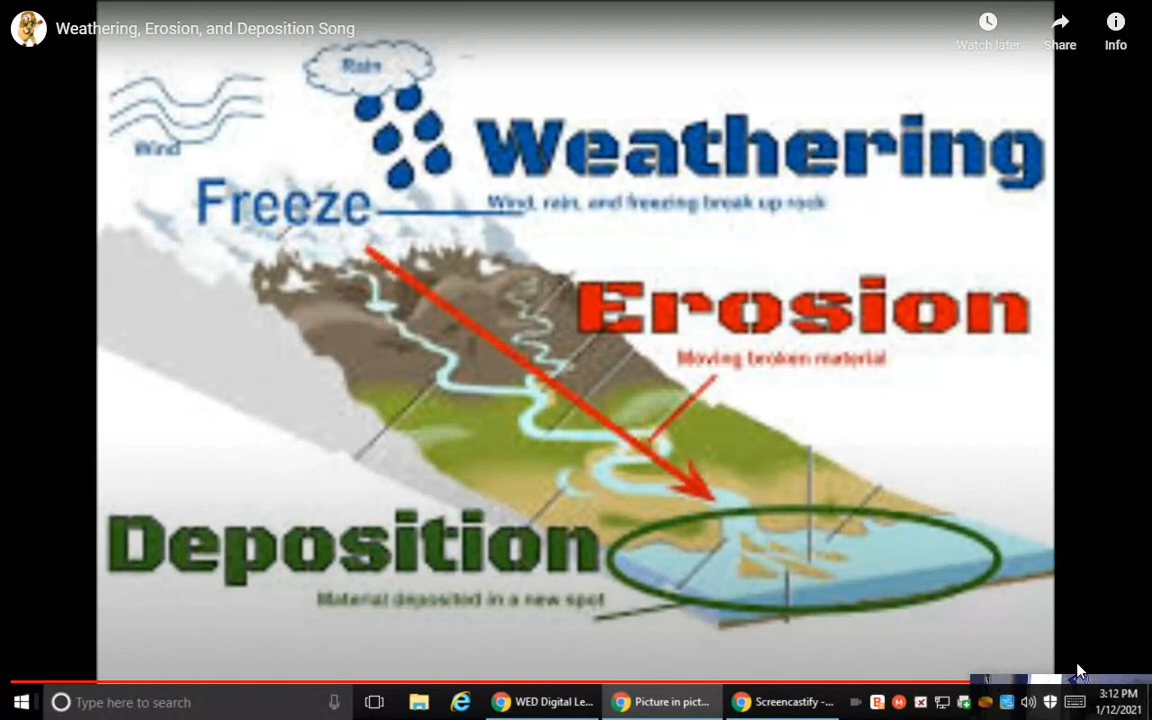 Weathering, Erosion, and Deposition Song
Watch later
Share
Info
Rain
Wind
Weathering
Freeze
Wind, rain, and freezing break up rock
Erosion
Moving broken material
Deposition
Material deposited in a new spot
Type here to search
WED Digital Le...
Picture in pict...
Screencastify -...
3:12 PM
1/12/2021